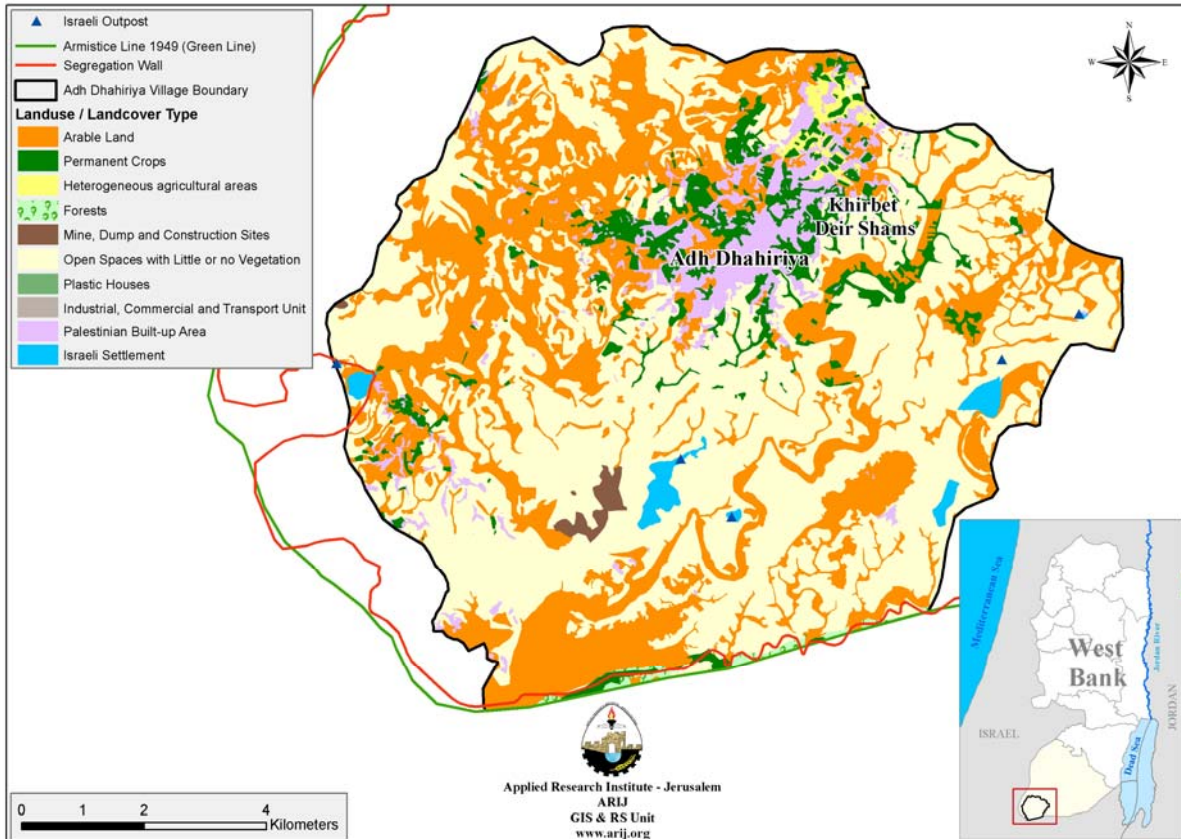 Israeli Outpost
Armistice Line 1949 (Green Line)
Segregation Wall
Adh Dhahiriya Village Boundary
Landuse / Landcover Type
Arable Land
Permanent Crops
Heterogeneous agricultural areas
Forests
Mine, Dump and Construction Sites
Open Spaces with Little or no Vegetation
Plastic Houses
Industrial, Commercial and Transport Unit
Palestinian Built-up Area
Israeli Settlement
N
W E
S
Khirbet
Deir Shams
Adh Dhahiriya
Mediterranean Sea
West
Bank
Jordan River
JORDAN
ISRAEL
Dead Sea
Applied Research Institute - Jerusalem
ARIJ
GIS & RS Unit
www.arij.org
0 2 4
Kilometers